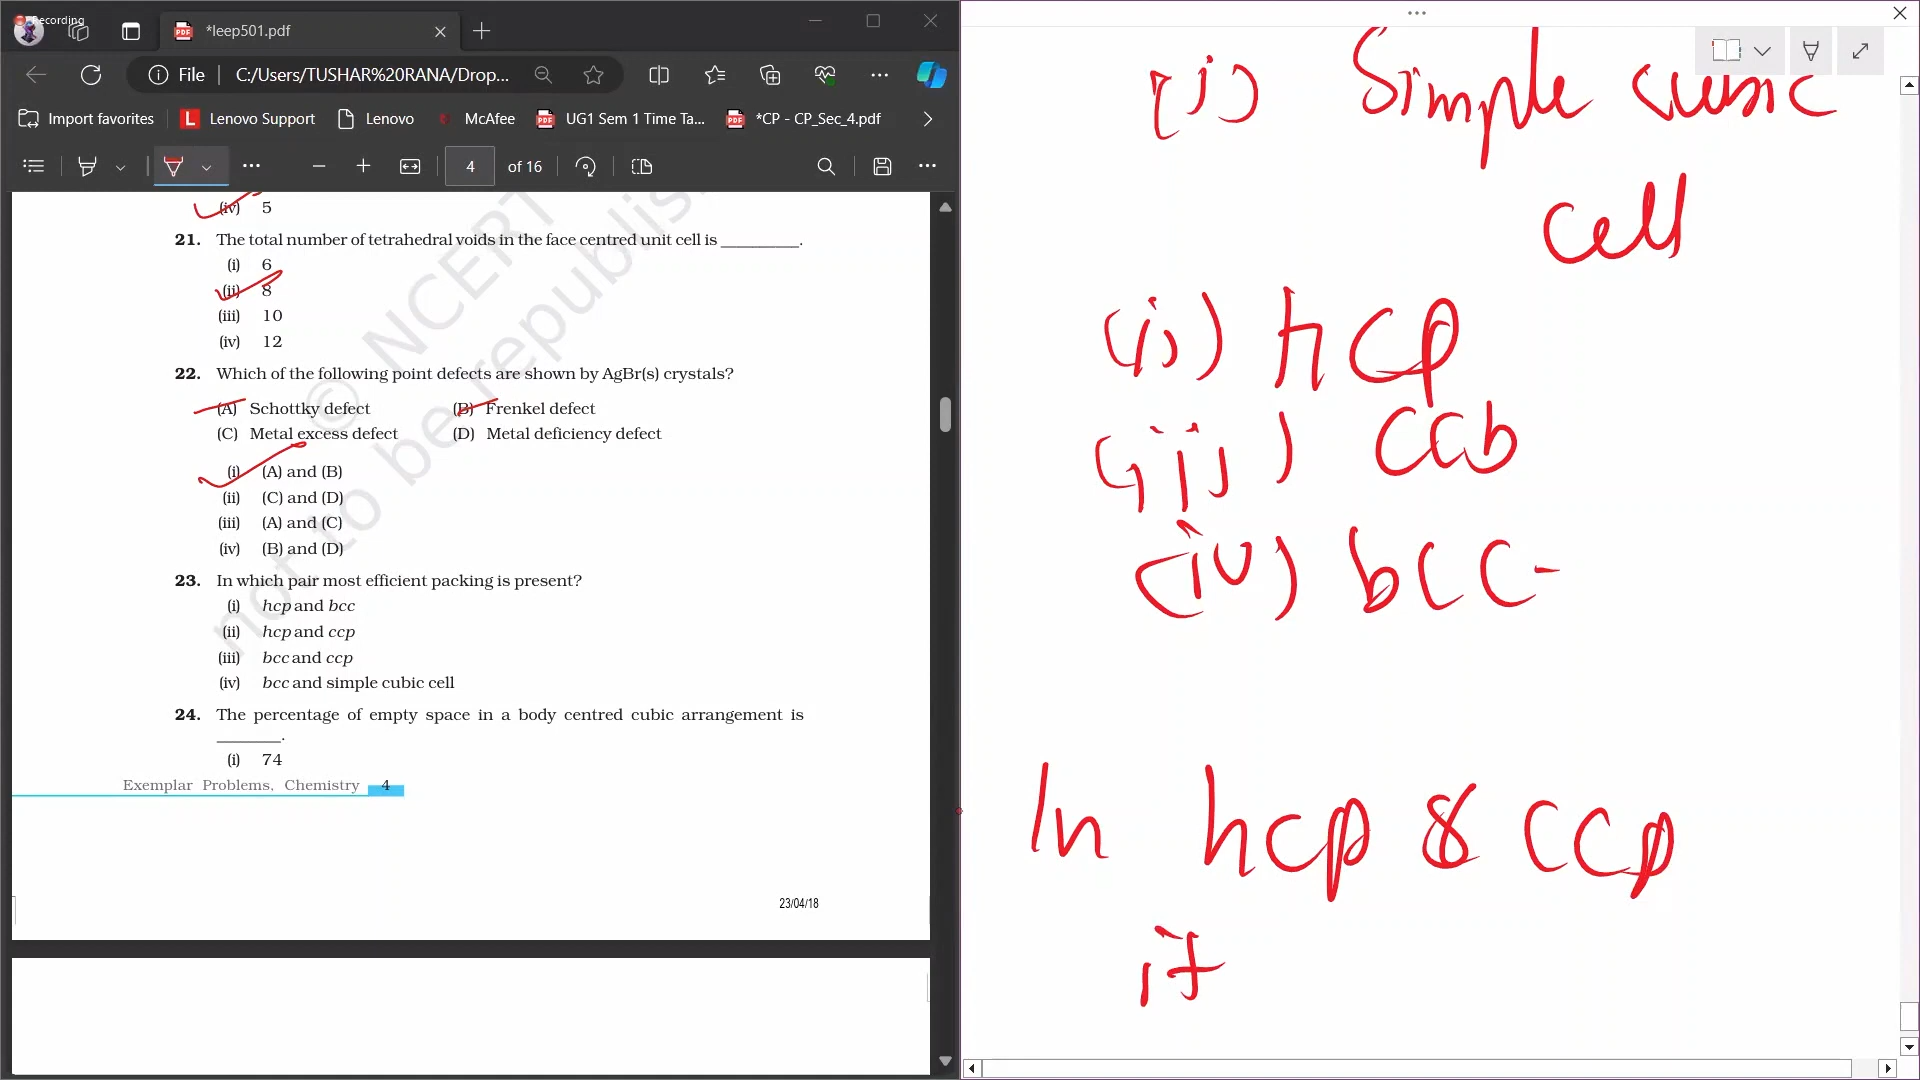 Recording
*leep501.pdf
File
C:/Users/TUSHAR%20RANA/Drop...
Import favorites
Lenovo Support
Lenovo
McAfee
UG1 Sem 1 Time Ta...
*CP - CP_Sec_4.pdf
4 of 16
(iv) 5
21. The total number of tetrahedral voids in the face centred unit cell is __________.
(i) 6
(ii) 8
(iii) 10
(iv) 12
22. Which of the following point defects are shown by AgBr(s) crystals?
(A) Schottky defect (B) Frenkel defect
(C) Metal excess defect (D) Metal deficiency defect
(i) (A) and (B)
(ii) (C) and (D)
(iii) (A) and (C)
(iv) (B) and (D)
23. In which pair most efficient packing is present?
(i) hcp and bcc
(ii) hcp and ccp
(iii) bcc and ccp
(iv) bcc and simple cubic cell
24. The percentage of empty space in a body centred cubic arrangement is
________.
(i) 74
Exemplar Problems, Chemistry 4
23/04/18
© NCERT
not to be republis
(i) Simple cubic
cell
(ii) hcp
(iii) ccb
(iv) bcc-
In hcp & ccp
it